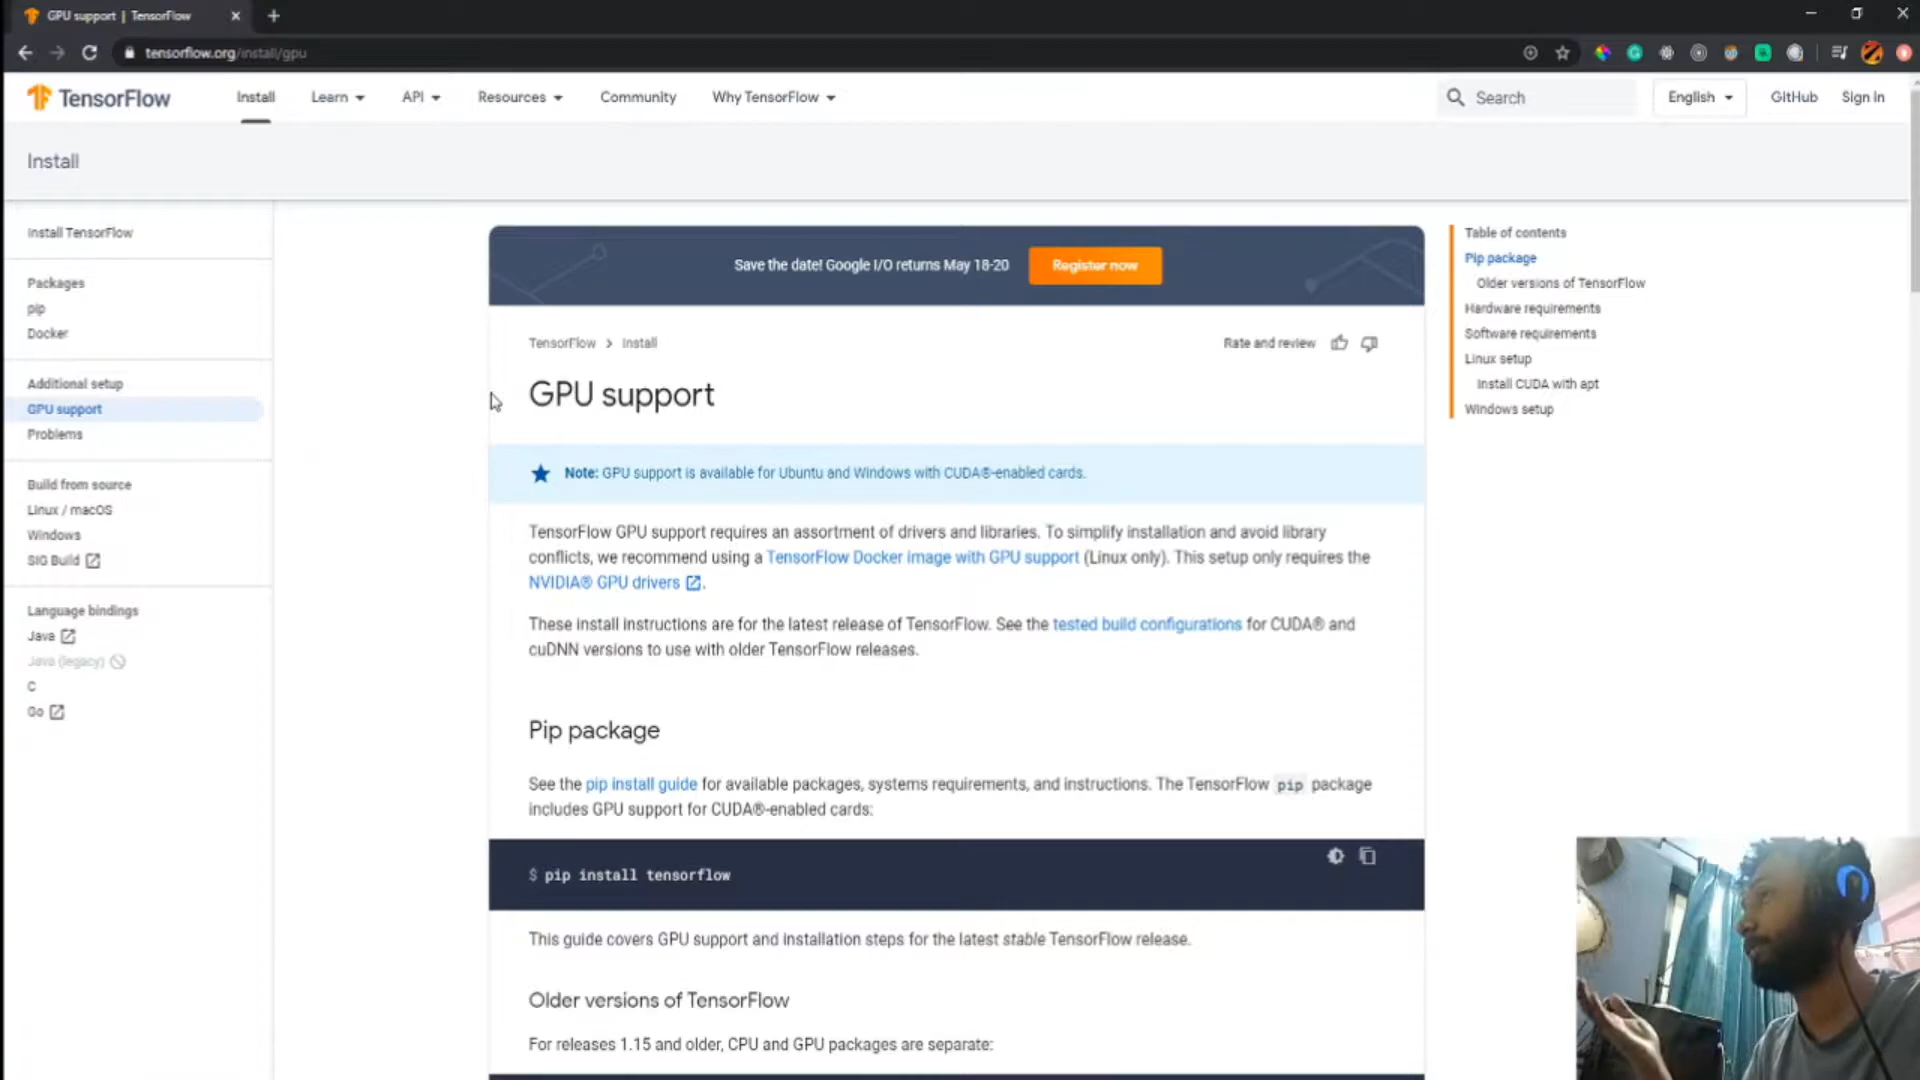 GPU support | TensorFlow
tensorflow.org/install/gpu
TensorFlow
Install
Learn
API
Resources
Community
Why TensorFlow
Search
English
GitHub
Sign in
Install
Install TensorFlow
Packages
pip
Docker
Additional setup
GPU support
Problems
Build from source
Linux / macOS
Windows
SIG Build
Language bindings
Java
Java (legacy)
C
Go
Save the date! Google I/O returns May 18-20
Register now
TensorFlow > Install
Rate and review
GPU support
Note: GPU support is available for Ubuntu and Windows with CUDA®-enabled cards.
TensorFlow GPU support requires an assortment of drivers and libraries. To simplify installation and avoid library
conflicts, we recommend using a TensorFlow Docker image with GPU support (Linux only). This setup only requires the
NVIDIA® GPU drivers.
These install instructions are for the latest release of TensorFlow. See the tested build configurations for CUDA® and
cuDNN versions to use with older TensorFlow releases.
Pip package
See the pip install guide for available packages, systems requirements, and instructions. The TensorFlow pip package
includes GPU support for CUDA®-enabled cards:
$ pip install tensorflow
This guide covers GPU support and installation steps for the latest stable TensorFlow release.
Older versions of TensorFlow
For releases 1.15 and older, CPU and GPU packages are separate:
Table of contents
Pip package
Older versions of TensorFlow
Hardware requirements
Software requirements
Linux setup
Install CUDA with apt
Windows setup